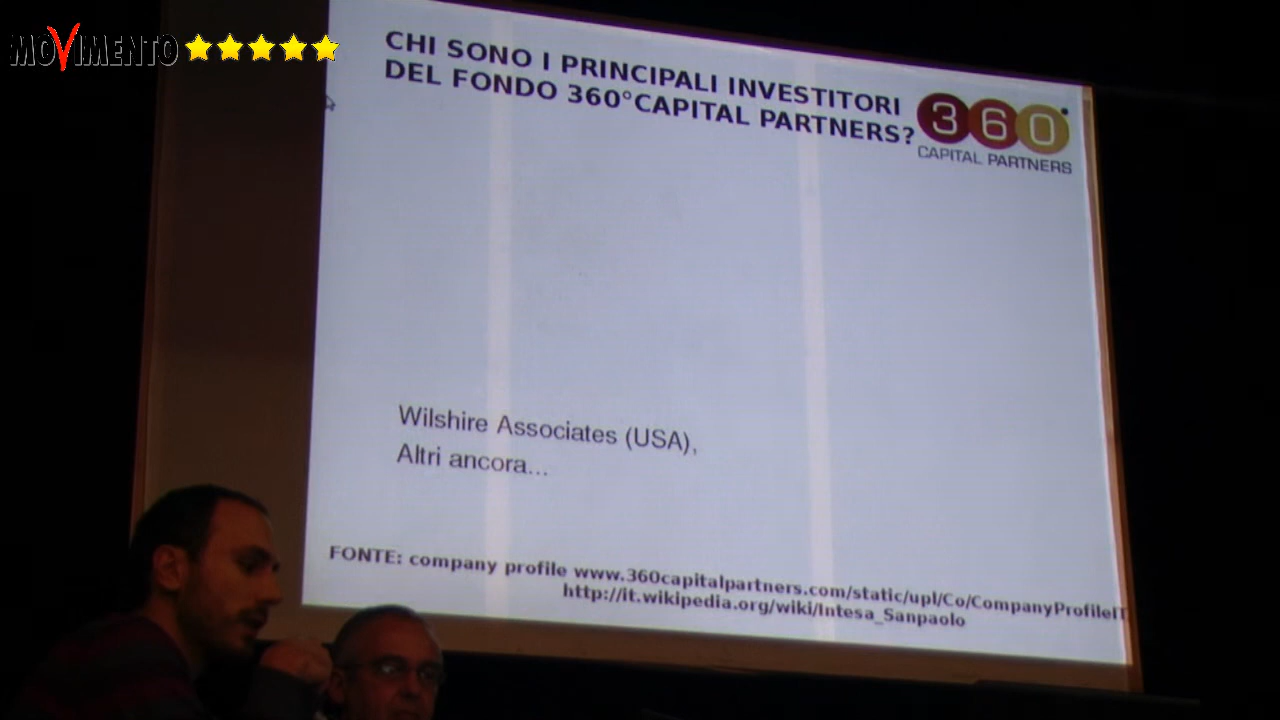 MOVIMENTO
CHI SONO I PRINCIPALI INVESTITORI
DEL FONDO 360°CAPITAL PARTNERS?
360°
CAPITAL PARTNERS
Wilshire Associates (USA),
Altri ancora...
FONTE: company profile www.360capitalpartners.com/static/upl/Co/CompanyProfileIT
http://it.wikipedia.org/wiki/Intesa_Sanpaolo